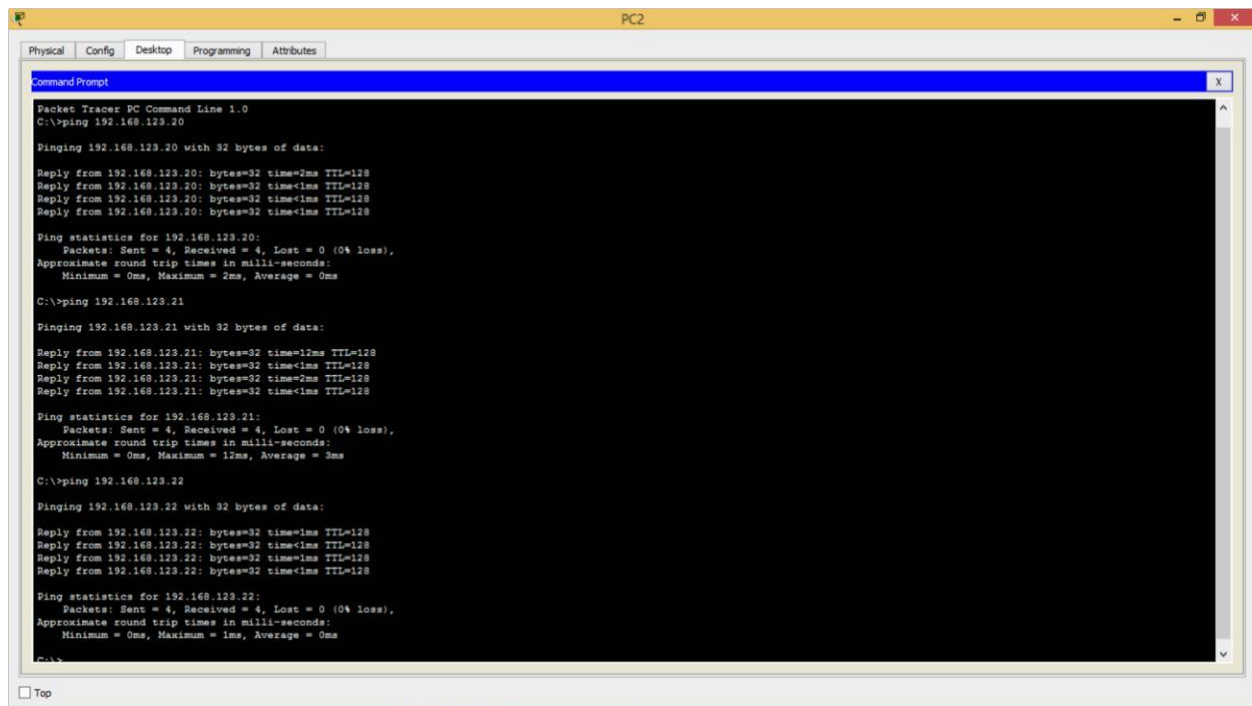 PC2
Physical Config Desktop Programming Attributes
Command Prompt
X
Packet Tracer PC Command Line 1.0
C:\>ping 192.168.123.20
Pinging 192.168.123.20 with 32 bytes of data:
Reply from 192.168.123.20: bytes=32 time=2ms TTL=128
Reply from 192.168.123.20: bytes=32 time<1ms TTL=128
Reply from 192.168.123.20: bytes=32 time<1ms TTL=128
Reply from 192.168.123.20: bytes=32 time<1ms TTL=128
Ping statistics for 192.168.123.20:
Packets: Sent = 4, Received = 4, Lost = 0 (0% loss),
Approximate round trip times in milli-seconds:
Minimum = 0ms, Maximum = 2ms, Average = 0ms
C:\>ping 192.168.123.21
Pinging 192.168.123.21 with 32 bytes of data:
Reply from 192.168.123.21: bytes=32 time=12ms TTL=128
Reply from 192.168.123.21: bytes=32 time<1ms TTL=128
Reply from 192.168.123.21: bytes=32 time=2ms TTL=128
Reply from 192.168.123.21: bytes=32 time<1ms TTL=128
Ping statistics for 192.168.123.21:
Packets: Sent = 4, Received = 4, Lost = 0 (0% loss),
Approximate round trip times in milli-seconds:
Minimum = 0ms, Maximum = 12ms, Average = 3ms
C:\>ping 192.168.123.22
Pinging 192.168.123.22 with 32 bytes of data:
Reply from 192.168.123.22: bytes=32 time=1ms TTL=128
Reply from 192.168.123.22: bytes=32 time<1ms TTL=128
Reply from 192.168.123.22: bytes=32 time=1ms TTL=128
Reply from 192.168.123.22: bytes=32 time<1ms TTL=128
Ping statistics for 192.168.123.22:
Packets: Sent = 4, Received = 4, Lost = 0 (0% loss),
Approximate round trip times in milli-seconds:
Minimum = 0ms, Maximum = 1ms, Average = 0ms
C:\>
Top